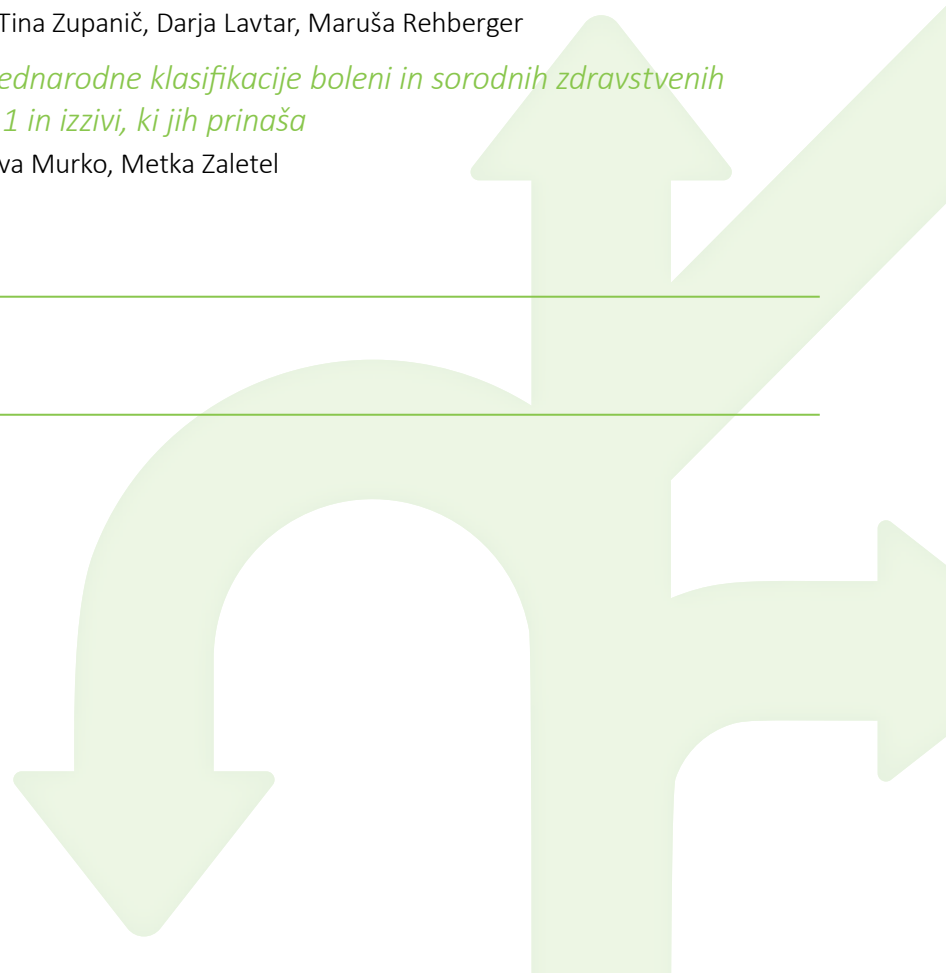 Tina Zupanič, Darja Lavtar, Maruša Rehberger
ednarodne klasifikacije boleni in sorodnih zdravstvenih
1 in izzivi, ki jih prinaša
va Murko, Metka Zaletel